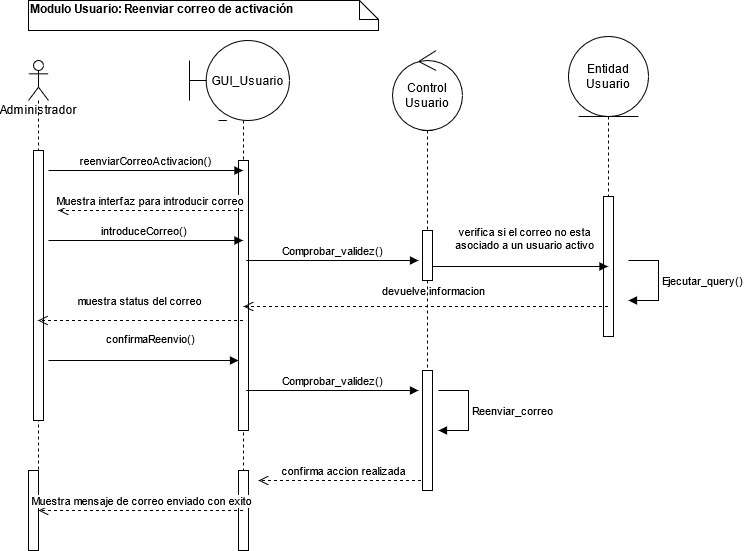 Modulo Usuario: Reenviar correo de activación
Administrador
GUI_Usuario
Control
Usuario
Entidad
Usuario
reenviarCorreoActivacion()
Muestra interfaz para introducir correo
introduceCorreo()
Comprobar_validez()
verifica si el correo no esta
asociado a un usuario activo
Ejecutar_query()
devuelve informacion
muestra status del correo
confirmaReenvio()
Comprobar_validez()
Reenviar_correo
confirma accion realizada
Muestra mensaje de correo enviado con exito